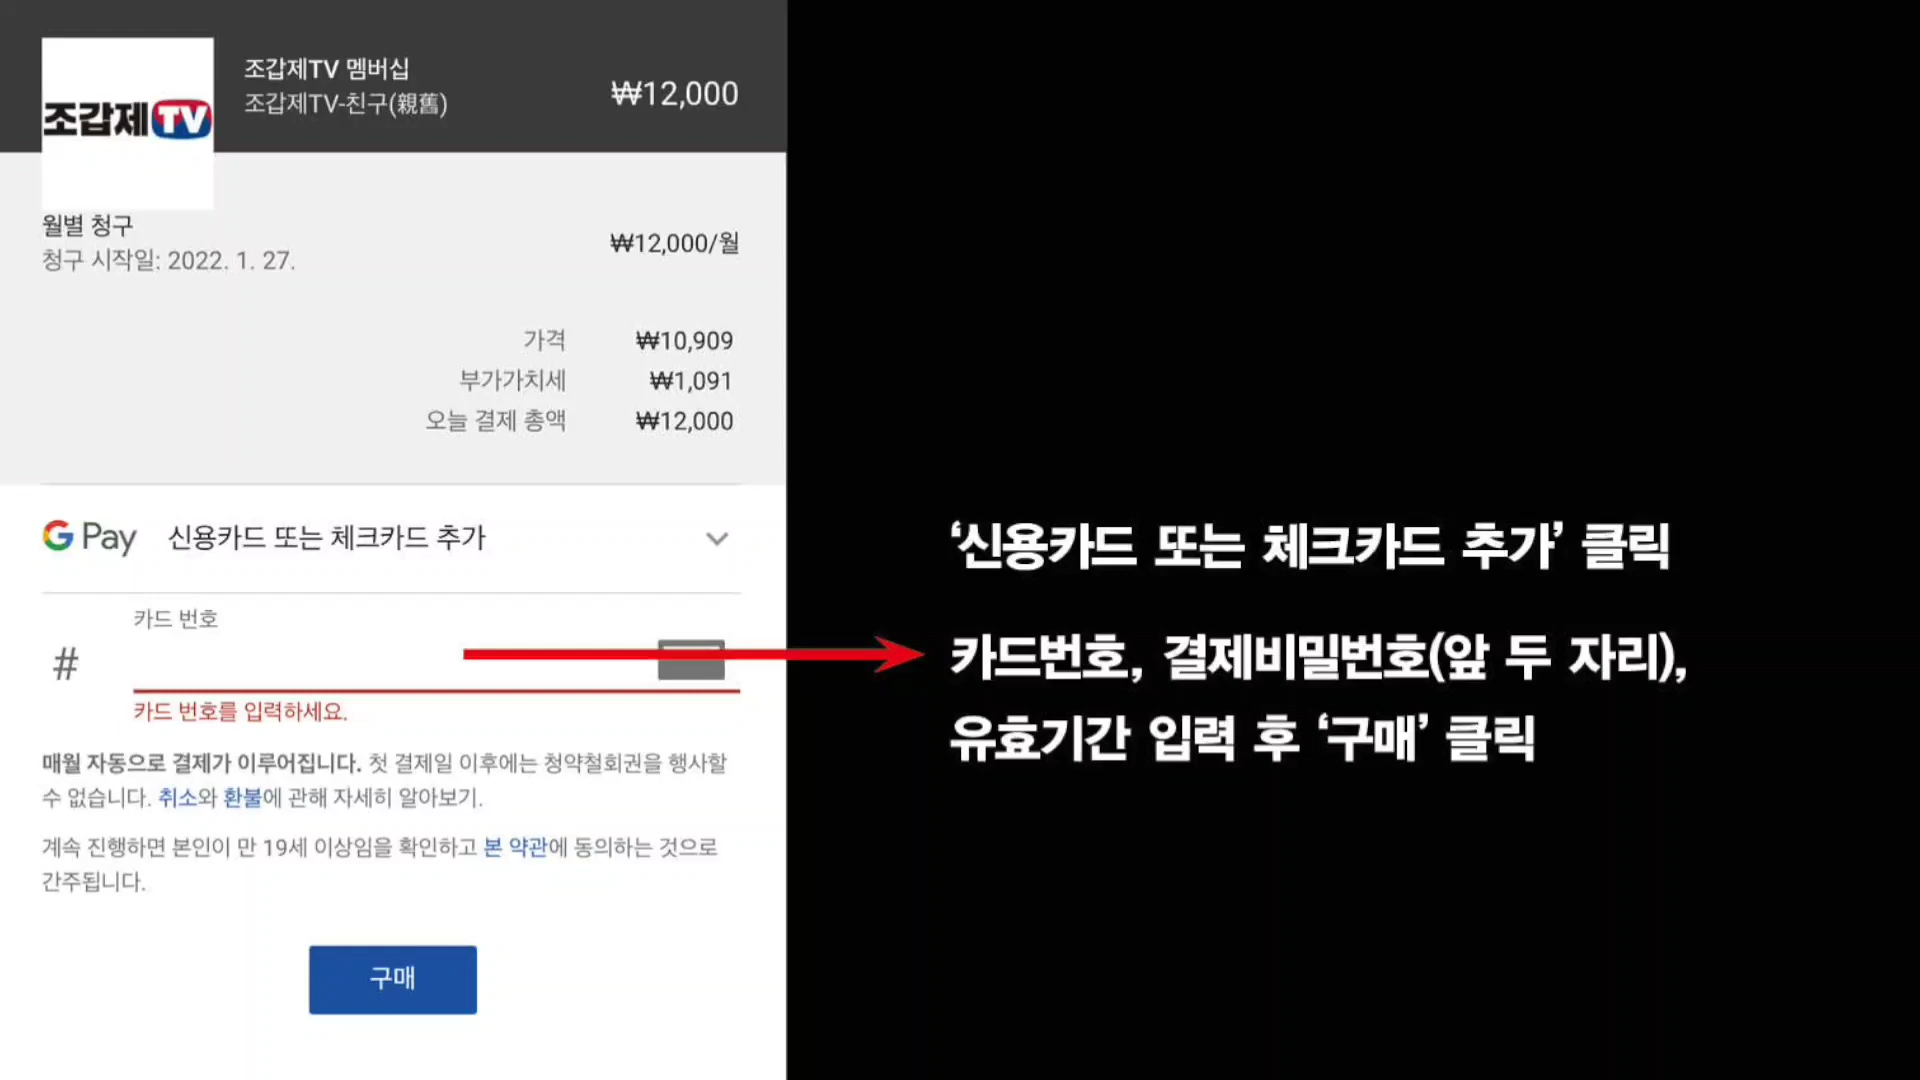 조갑제TV
조갑제TV 멤버십
조갑제TV-친구(親舊)
₩12,000
월별 청구
청구 시작일: 2022. 1. 27.
₩12,000/월
가격 ₩10,909
부가가치세 ₩1,091
오늘 결제 총액 ₩12,000
G Pay 신용카드 또는 체크카드 추가
카드 번호
#
카드 번호를 입력하세요.
매월 자동으로 결제가 이루어집니다. 첫 결제일 이후에는 청약철회권을 행사할
수 없습니다. 취소와 환불에 관해 자세히 알아보기.
계속 진행하면 본인이 만 19세 이상임을 확인하고 본 약관에 동의하는 것으로
간주됩니다.
구매
‘신용카드 또는 체크카드 추가’ 클릭
카드번호, 결제비밀번호(앞 두 자리),
유효기간 입력 후 ‘구매’ 클릭